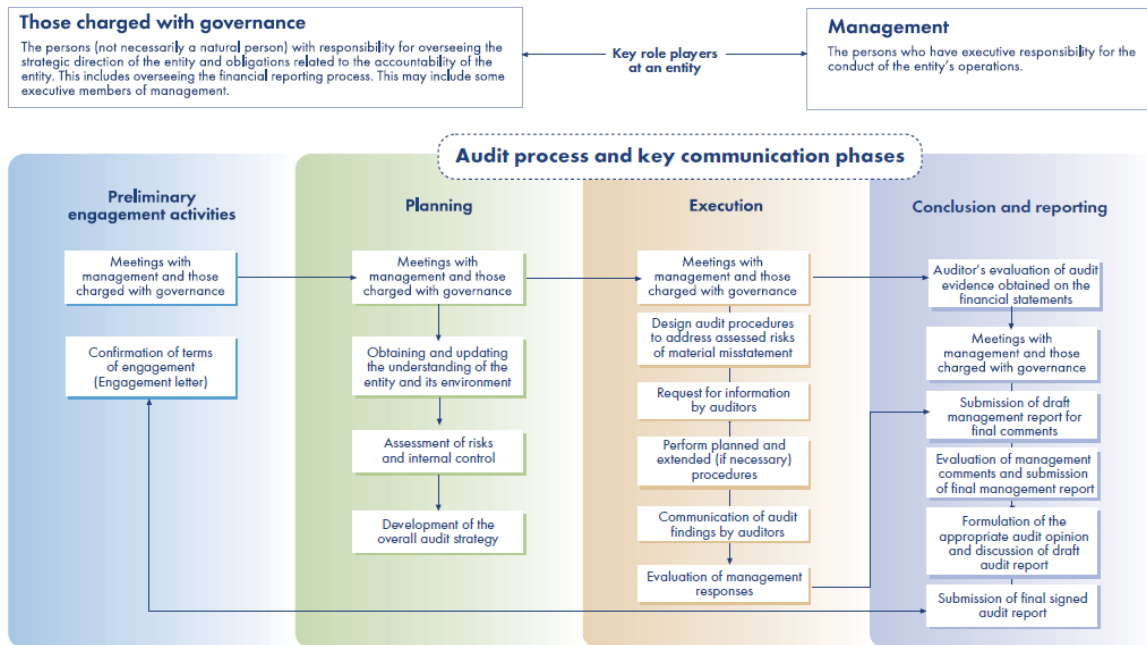 Those charged with governance
The persons (not necessarily a natural person) with responsibility for overseeing the
strategic direction of the entity and obligations related to the accountability of the
entity. This includes overseeing the financial reporting process. This may include some
executive members of management.
Key role players
at an entity
Management
The persons who have executive responsibility for the
conduct of the entity's operations.
Audit process and key communication phases
Preliminary
engagement activities
Meetings with
management and those
charged with governance
Confirmation of terms
of engagement
(Engagement letter)
Planning
Meetings with
management and those
charged with governance
Obtaining and updating
the understanding of the
entity and its environment
Assessment of risks
and internal control
Development of the
overall audit strategy
Execution
Meetings with
management and those
charged with governance
Design audit procedures
to address assessed risks
of material misstatement
Request for information
by auditors
Perform planned and
extended (if necessary)
procedures
Communication of audit
findings by auditors
Evaluation of management
responses
Conclusion and reporting
Auditor's evaluation of audit
evidence obtained on the
financial statements
Meetings with
management and those
charged with governance
Submission of draft
management report for
final comments
Evaluation of management
comments and submission
of final management report
Formulation of the
appropriate audit opinion
and discussion of draft
audit report
Submission of final signed
audit report